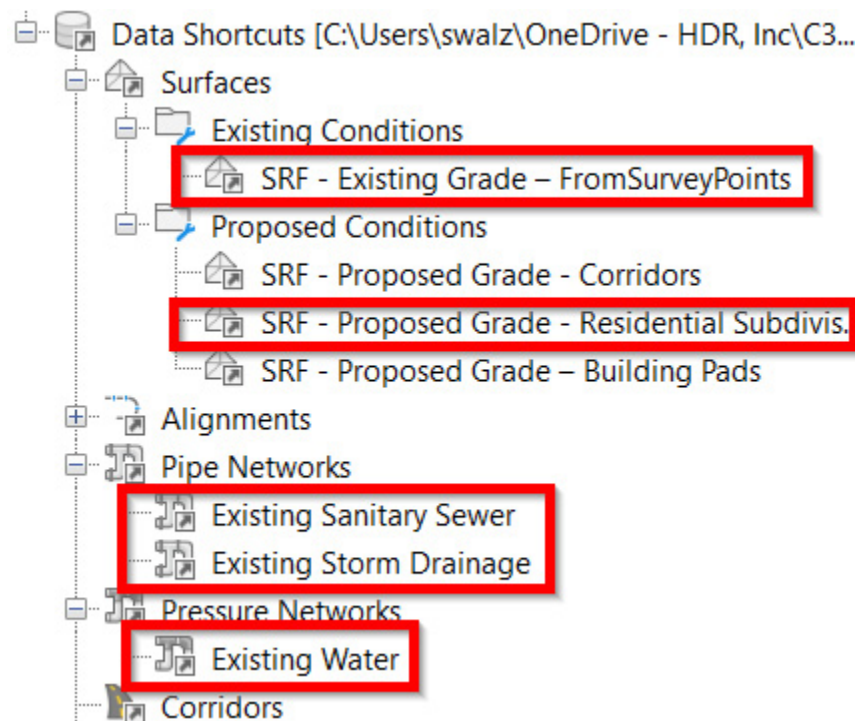 Data Shortcuts [C:\Users\swalz\OneDrive - HDR, Inc\C3...
Surfaces
Existing Conditions
SRF - Existing Grade – FromSurveyPoints
Proposed Conditions
SRF - Proposed Grade - Corridors
SRF - Proposed Grade - Residential Subdivis.
SRF - Proposed Grade – Building Pads
Alignments
Pipe Networks
Existing Sanitary Sewer
Existing Storm Drainage
Pressure Networks
Existing Water
Corridors